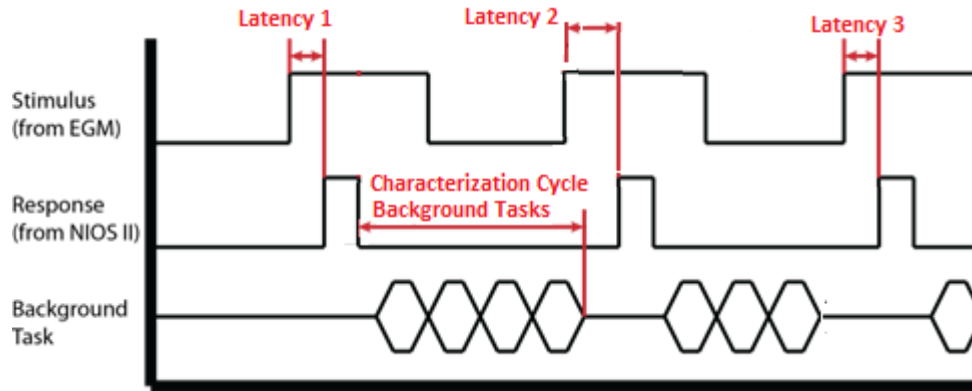 Latency 1
Latency 2
Latency 3
Stimulus
(from EGM)
Response
(from NIOS II)
Characterization Cycle
Background Tasks
Background
Task